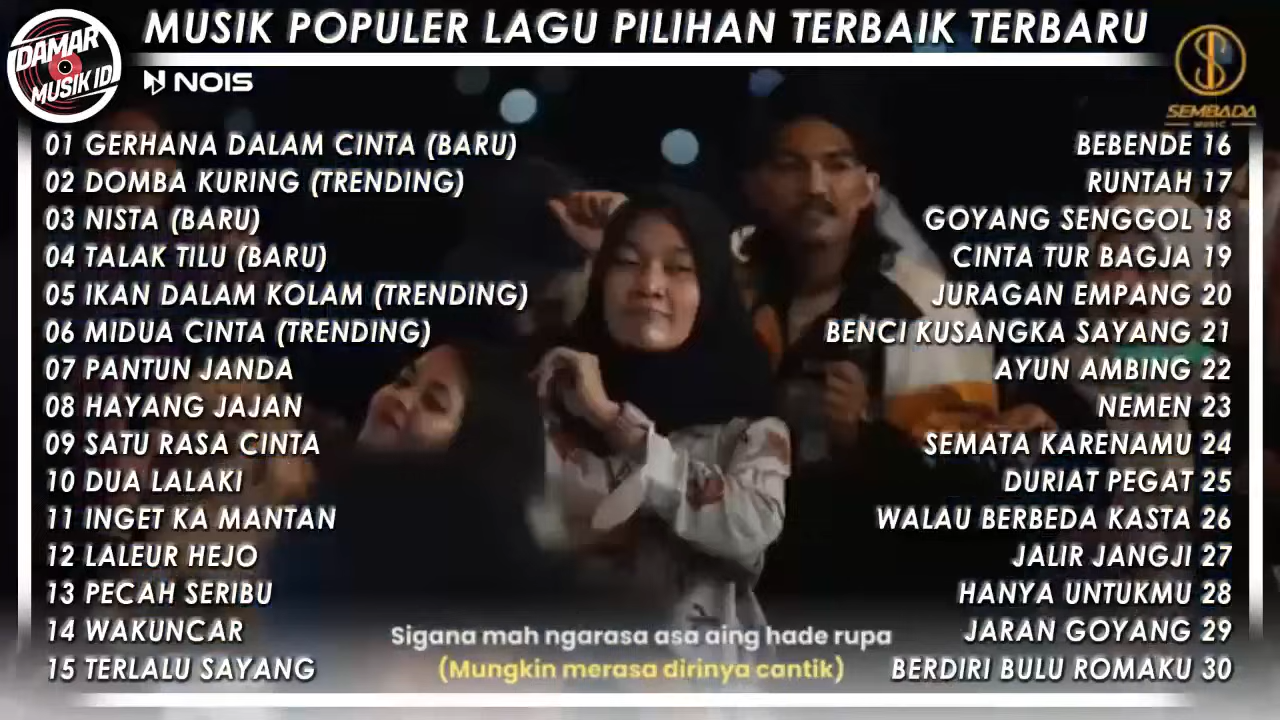 MUSIK POPULER LAGU PILIHAN TERBAIK TERBARU
DAMAR
MUSIK ID
NOIS
SEMBADA
MUSIC
01 GERHANA DALAM CINTA (BARU)
02 DOMBA KURING (TRENDING)
03 NISTA (BARU)
04 TALAK TILU (BARU)
05 IKAN DALAM KOLAM (TRENDING)
06 MIDUA CINTA (TRENDING)
07 PANTUN JANDA
08 HAYANG JAJAN
09 SATU RASA CINTA
10 DUA LALAKI
11 INGET KA MANTAN
12 LALEUR HEJO
13 PECAH SERIBU
14 WAKUNCAR
15 TERLALU SAYANG
BEBENDE 16
RUNTAH 17
GOYANG SENGGOL 18
CINTA TUR BAGJA 19
JURAGAN EMPANG 20
BENCI KUSANGKA SAYANG 21
AYUN AMBING 22
NEMEN 23
SEMATA KARENAMU 24
DURIAT PEGAT 25
WALAU BERBEDA KASTA 26
JALIR JANGJI 27
HANYA UNTUKMU 28
JARAN GOYANG 29
BERDIRI BULU ROMAKU 30
Sigana mah ngarasa asa aing hade rupa
(Mungkin merasa dirinya cantik)